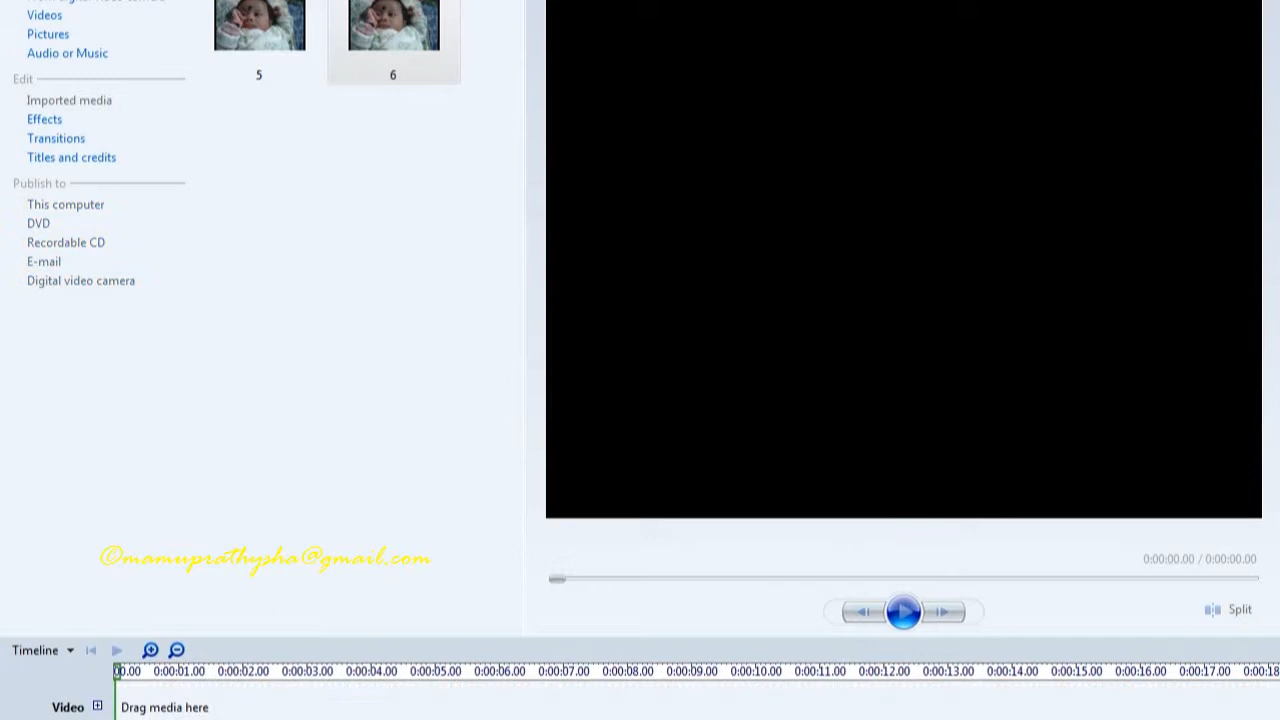 Videos
Pictures
Audio or Music
Edit
Imported media
Effects
Transitions
Titles and credits
Publish to
This computer
DVD
Recordable CD
E-mail
Digital video camera
5
6
©mamuprathysha@gmail.com
0:00:00.00 / 0:00:00.00
Split
Timeline
00.00 0:00:01.00 0:00:02.00 0:00:03.00 0:00:04.00 0:00:05.00 0:00:06.00 0:00:07.00 0:00:08.00 0:00:09.00 0:00:10.00 0:00:11.00 0:00:12.00 0:00:13.00 0:00:14.00 0:00:15.00 0:00:16.00 0:00:17.00 0:00:18
Video Drag media here